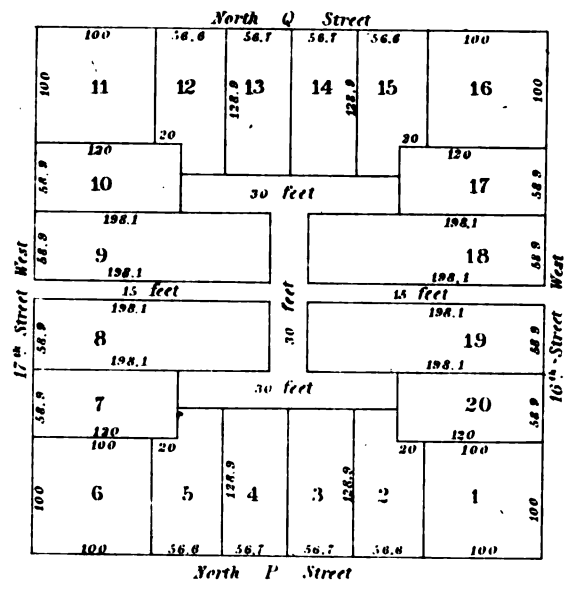 North Q Street
100 56.6 56.7 56.7 56.6 100
100 11 12 128.9 13 14 128.9 15 16 100
20 20
120 120
58.9 10 30 feet 17 58.9
198.1 198.1
58.9 9 18 58.9
198.1 198.1
17th Street West
15 feet 30 feet 15 feet
16th Street West
198.1 198.1
58.9 8 19 58.9
198.1 198.1
30 feet
58.9 7 20 58.9
120 120
100 20 20 100
100 6 5 128.9 4 3 128.9 2 1 100
100 56.6 56.7 56.7 56.6 100
North P Street